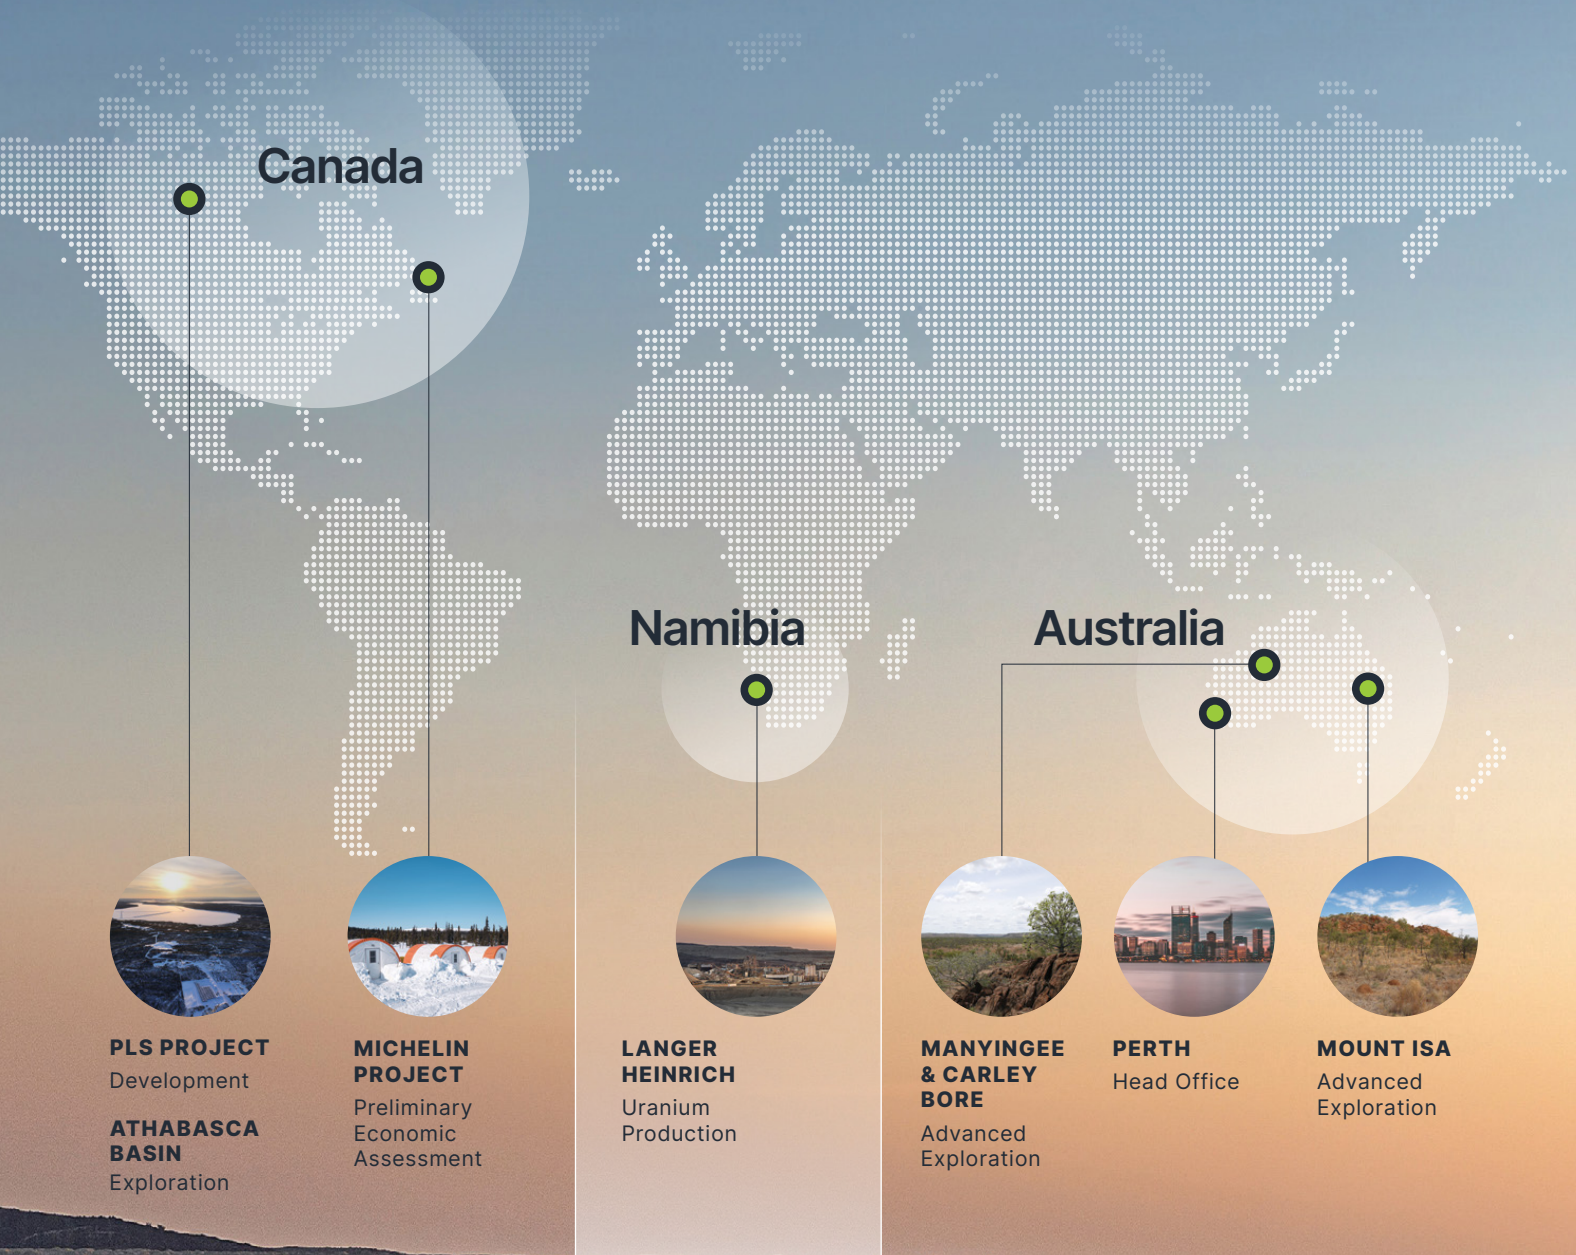 Canada
Namibia
Australia
PLS PROJECT
Development
ATHABASCA
BASIN
Exploration
MICHELIN
PROJECT
Preliminary
Economic
Assessment
LANGER
HEINRICH
Uranium
Production
MANYINGEE
& CARLEY
BORE
Advanced
Exploration
PERTH
Head Office
MOUNT ISA
Advanced
Exploration